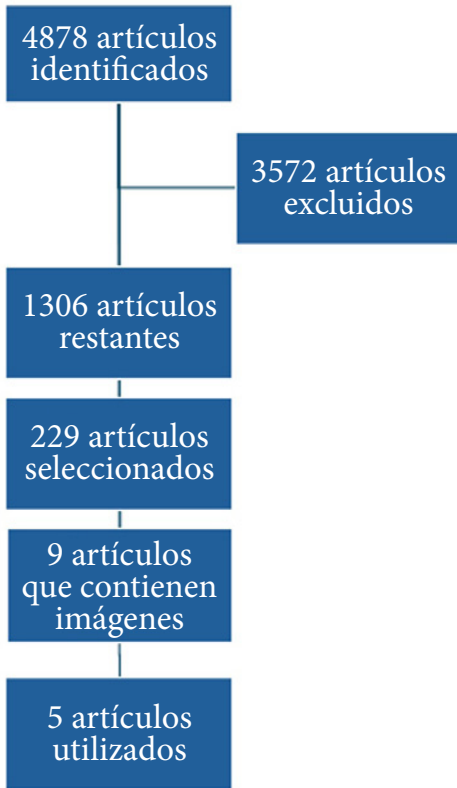 4878 artículos
identificados
3572 artículos
excluidos
1306 artículos
restantes
229 artículos
seleccionados
9 artículos
que contienen
imágenes
5 artículos
utilizados